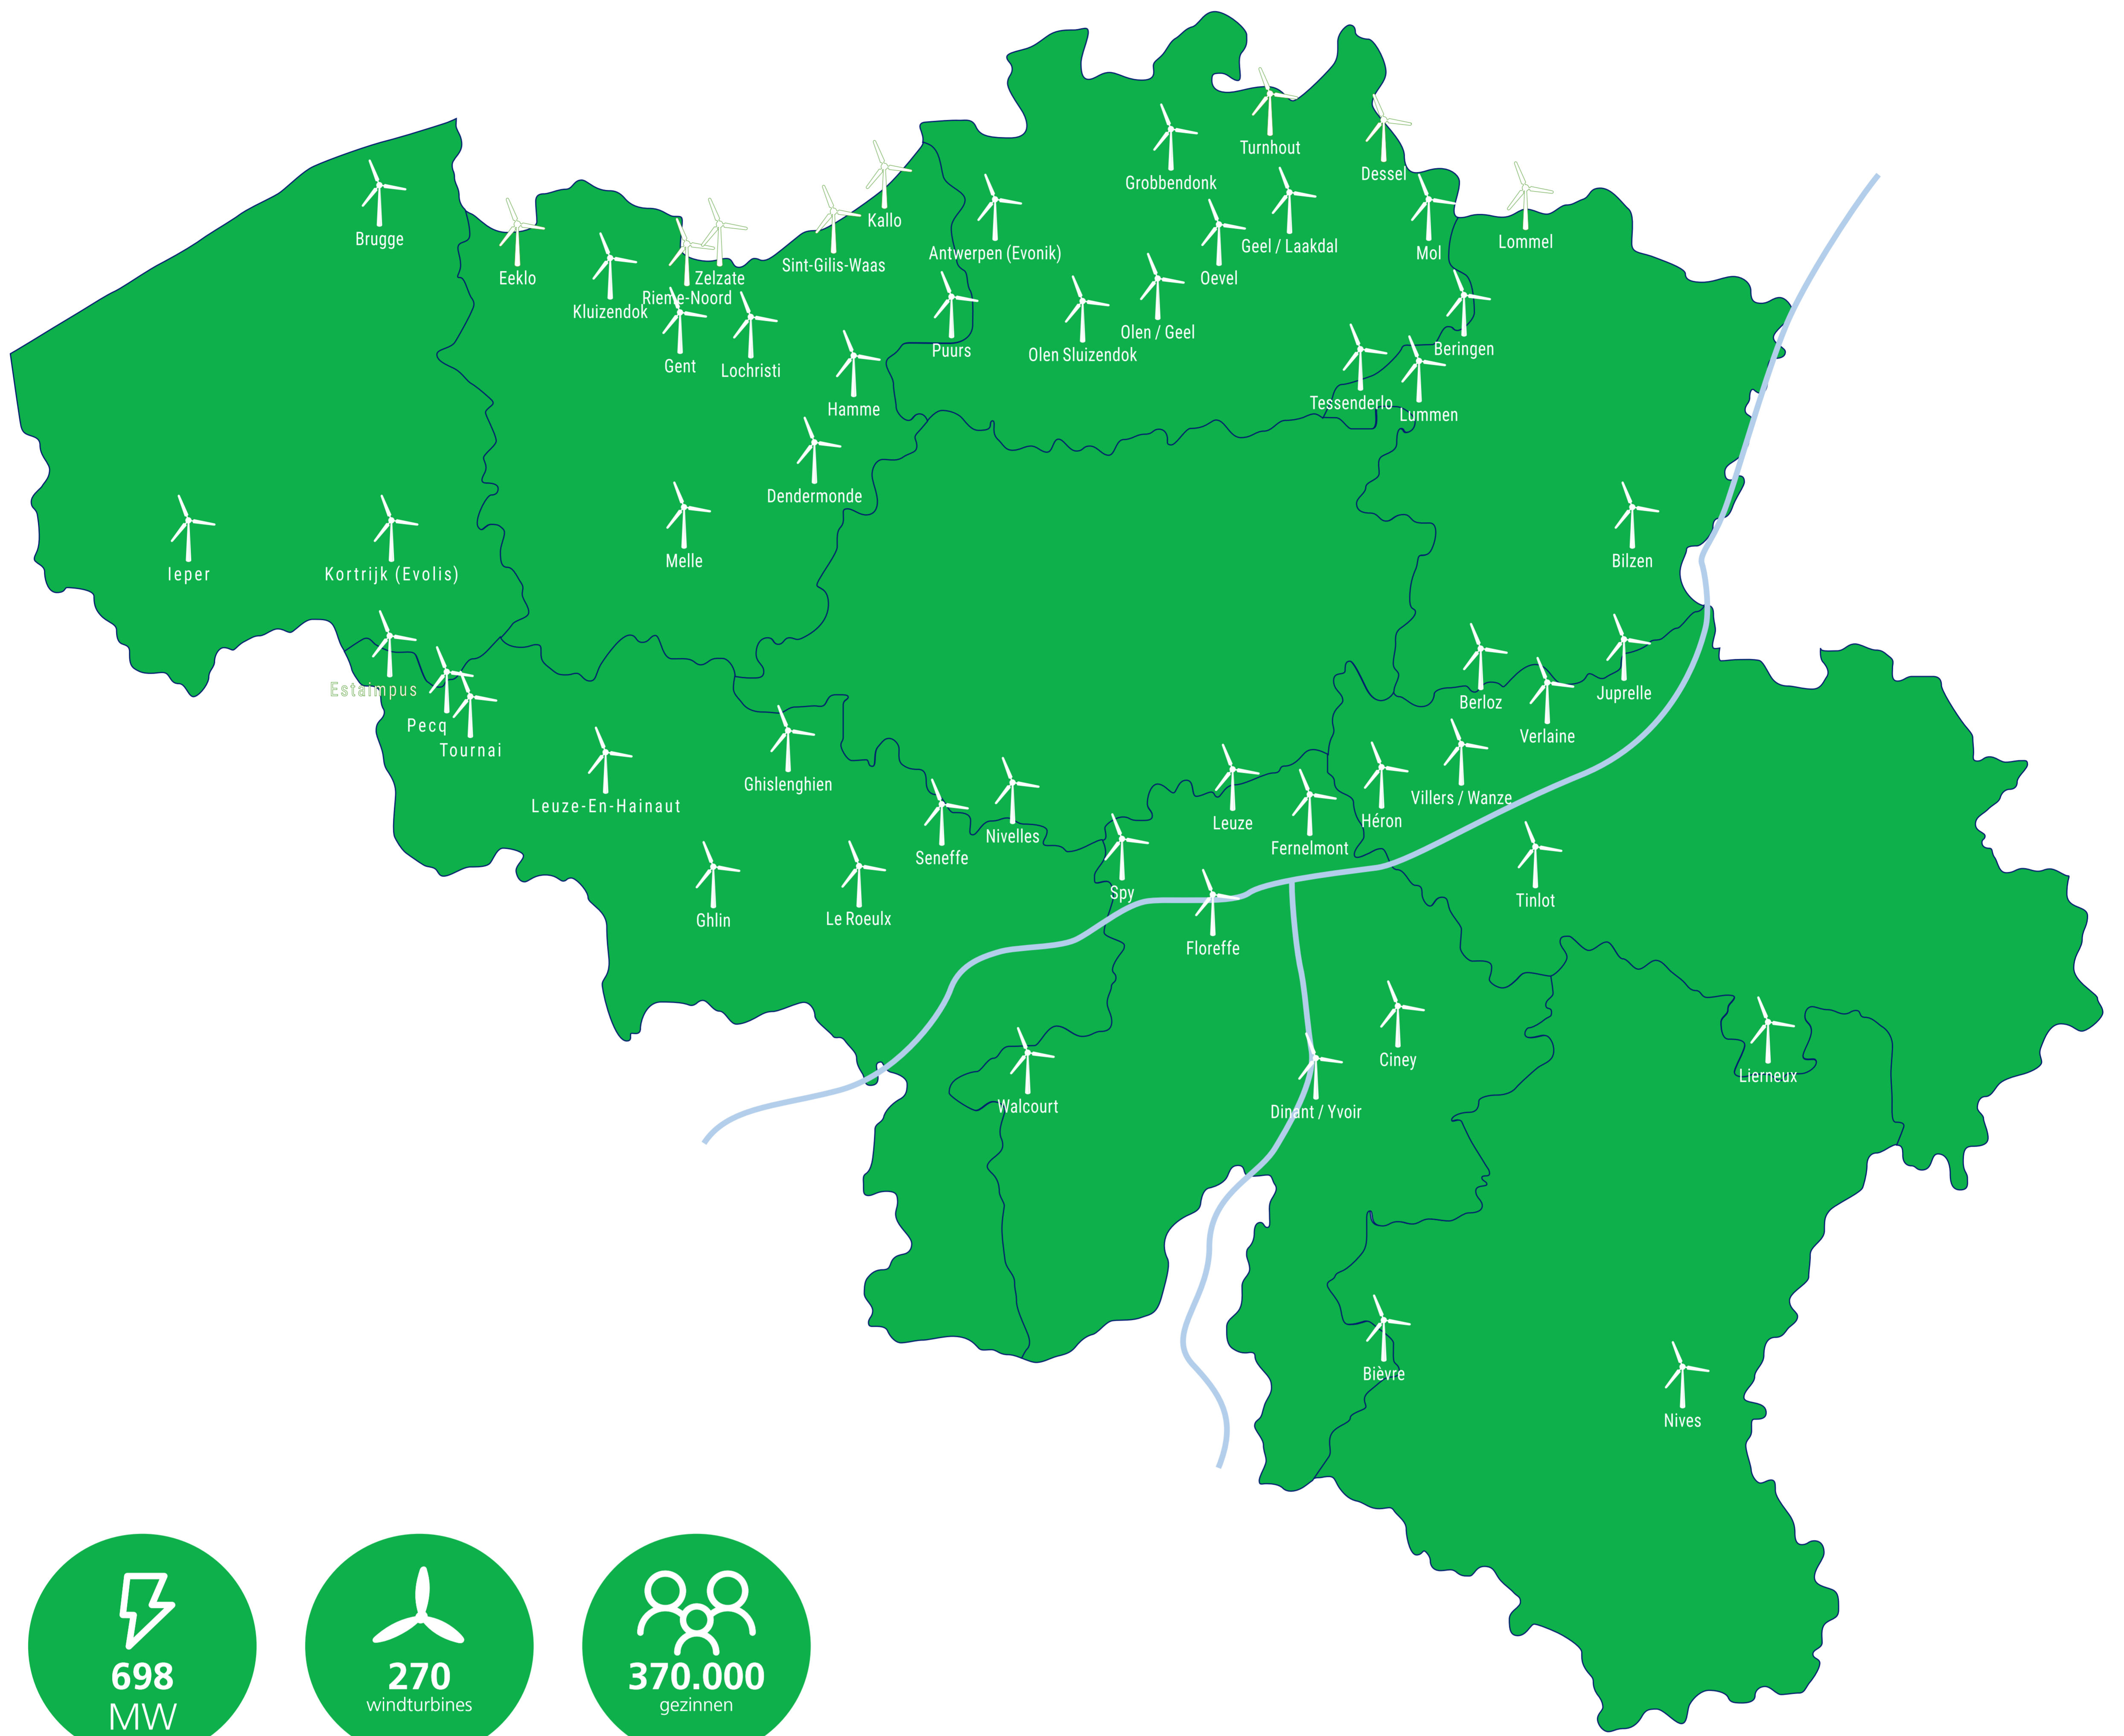 Turnhout
Dessel
Grobbendonk
Kallo
Brugge
Lommel
Geel / Laakdal
Mol
Antwerpen (Evonik)
Sint-Gilis-Waas
Eeklo
Zelzate
Oevel
Rieme-Noord
Kluizendok
Olen / Geel
Beringen
Puurs
Olen Sluizendok
Gent
Lochristi
Tessenderlo
Hamme
Lummen
Dendermonde
Melle
Bilzen
Ieper
Kortrijk (Evolis)
Estaimpus
Juprelle
Berloz
Pecq
Verlaine
Tournai
Ghislenghien
Villers / Wanze
Leuze-En-Hainaut
Héron
Leuze
Nivelles
Fernelmont
Seneffe
Spy
Tinlot
Le Roeulx
Ghlin
Floreffe
Ciney
Lierneux
Walcourt
Dinant / Yvoir
Bièvre
Nives
698
MW
270
windturbines
370.000
gezinnen